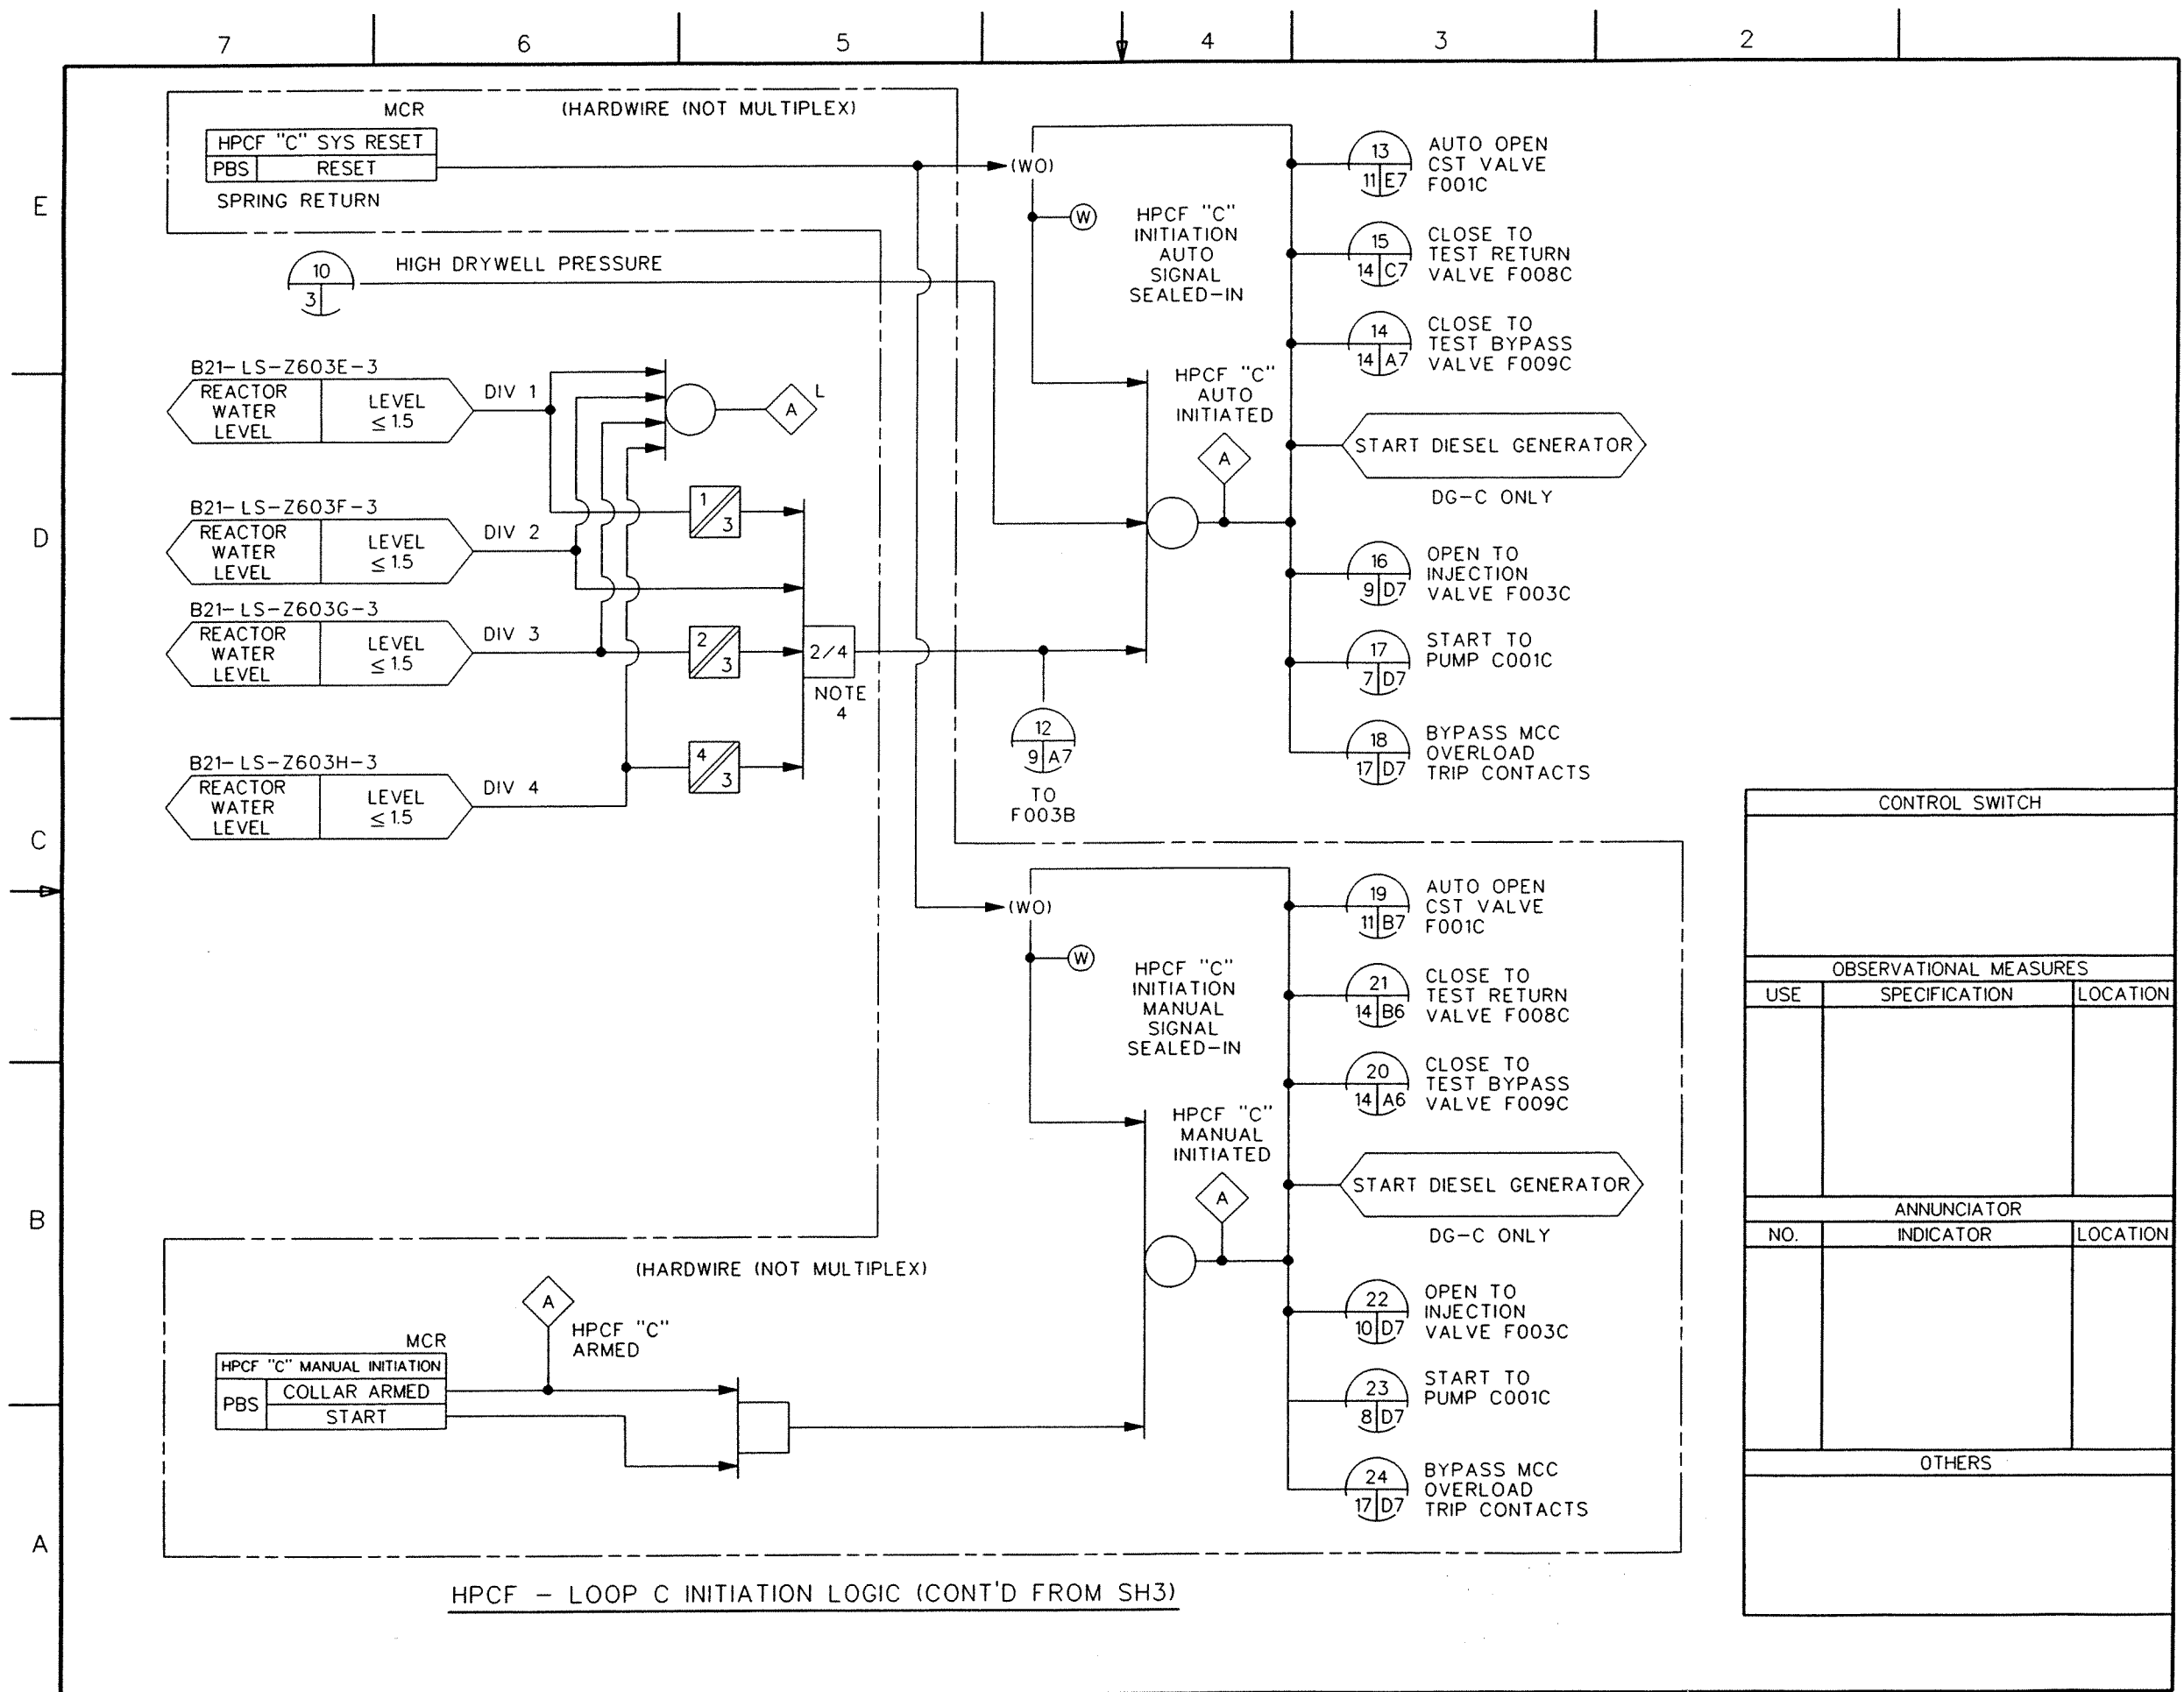 7 6 5 4 3 2
E
D
C
B
A
MCR
(HARDWIRE (NOT MULTIPLEX)
HPCF "C" SYS RESET
PBS RESET
SPRING RETURN
10
3
HIGH DRYWELL PRESSURE
B21-LS-Z603E-3
REACTOR
WATER
LEVEL
LEVEL
≤ 1.5
DIV 1
B21-LS-Z603F-3
REACTOR
WATER
LEVEL
LEVEL
≤ 1.5
DIV 2
B21-LS-Z603G-3
REACTOR
WATER
LEVEL
LEVEL
≤ 1.5
DIV 3
B21-LS-Z603H-3
REACTOR
WATER
LEVEL
LEVEL
≤ 1.5
DIV 4
A
L
1
3
2
3
4
3
2/4
NOTE
4
12
9 A7
TO
F003B
(WO)
W
HPCF "C"
INITIATION
AUTO
SIGNAL
SEALED-IN
HPCF "C"
AUTO
INITIATED
A
13
11 E7
AUTO OPEN
CST VALVE
F001C
15
14 C7
CLOSE TO
TEST RETURN
VALVE F008C
14
14 A7
CLOSE TO
TEST BYPASS
VALVE F009C
START DIESEL GENERATOR
DG-C ONLY
16
9 D7
OPEN TO
INJECTION
VALVE F003C
17
7 D7
START TO
PUMP C001C
18
17 D7
BYPASS MCC
OVERLOAD
TRIP CONTACTS
(WO)
W
HPCF "C"
INITIATION
MANUAL
SIGNAL
SEALED-IN
HPCF "C"
MANUAL
INITIATED
A
19
11 B7
AUTO OPEN
CST VALVE
F001C
21
14 B6
CLOSE TO
TEST RETURN
VALVE F008C
20
14 A6
CLOSE TO
TEST BYPASS
VALVE F009C
START DIESEL GENERATOR
DG-C ONLY
22
10 D7
OPEN TO
INJECTION
VALVE F003C
23
8 D7
START TO
PUMP C001C
24
17 D7
BYPASS MCC
OVERLOAD
TRIP CONTACTS
(HARDWIRE (NOT MULTIPLEX)
A
HPCF "C"
ARMED
MCR
HPCF "C" MANUAL INITIATION
PBS
COLLAR ARMED
START
CONTROL SWITCH
OBSERVATIONAL MEASURES
USE SPECIFICATION LOCATION
ANNUNCIATOR
NO. INDICATOR LOCATION
OTHERS
HPCF - LOOP C INITIATION LOGIC (CONT'D FROM SH3)